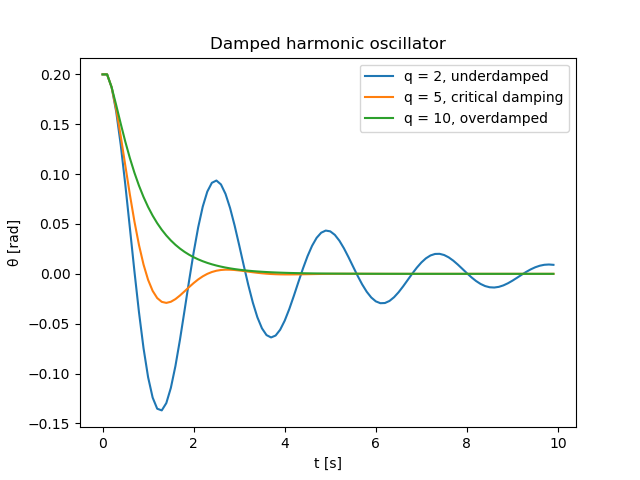 Damped harmonic oscillator
q = 2, underdamped
q = 5, critical damping
q = 10, overdamped
θ [rad]
0.20
0.15
0.10
0.05
0.00
−0.05
−0.10
−0.15
0 2 4 6 8 10
t [s]